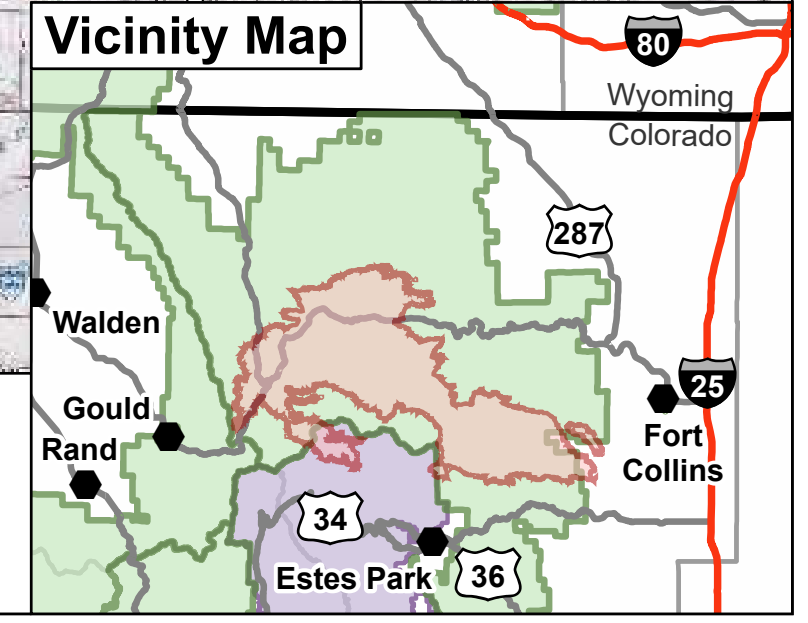 Vicinity Map
80
Wyoming
Colorado
287
Walden
25
Gould
Fort
Collins
Rand
34
Estes Park
36